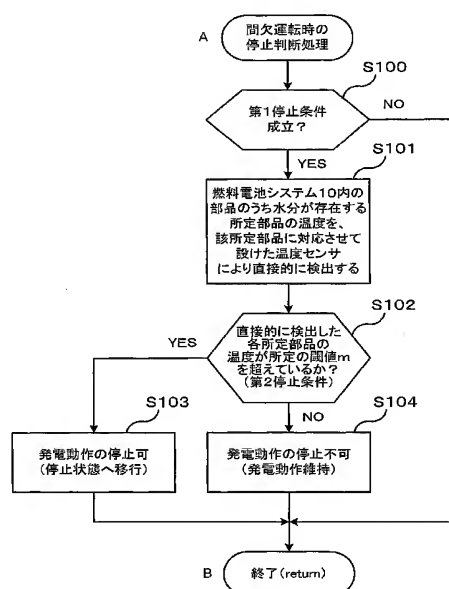 A
間欠運転時の
停止判断処理
S100
第1停止条件
成立？
NO
YES
S101
燃料電池システム10内の
部品のうち水分が存在する
所定部品の温度を、
該所定部品に対応させて
設けた温度センサ
により直接的に検出する
S102
直接的に検出した
各所定部品の
温度が所定の閾値m
を超えているか？
(第2停止条件)
YES
NO
S103
発電動作の停止可
(停止状態へ移行)
S104
発電動作の停止不可
(発電動作維持)
B
終了(return)